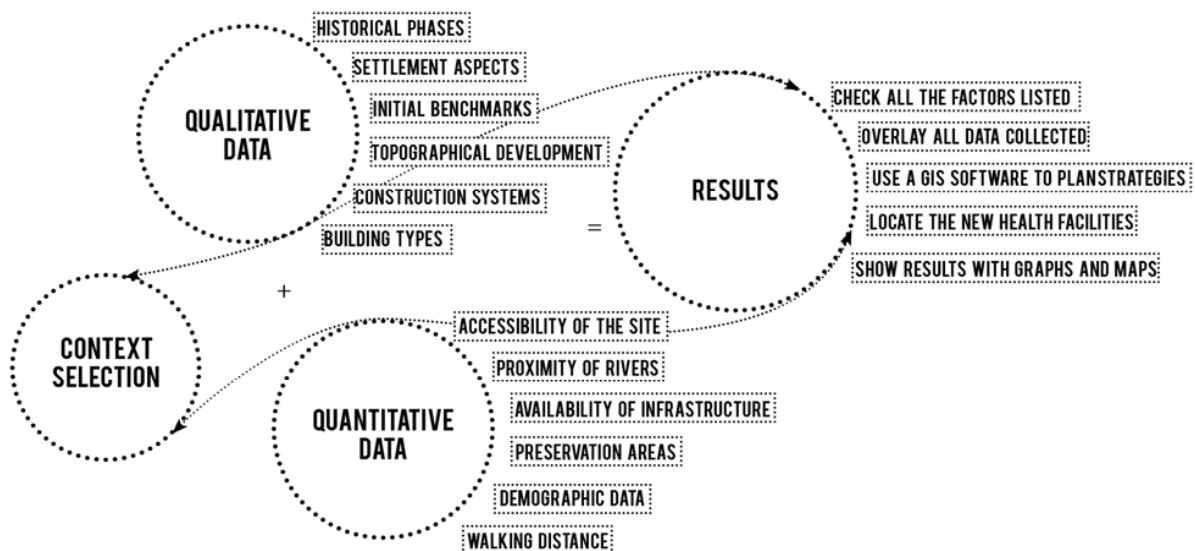 HISTORICAL PHASES
SETTLEMENT ASPECTS
INITIAL BENCHMARKS
TOPOGRAPHICAL DEVELOPMENT
CONSTRUCTION SYSTEMS
BUILDING TYPES
QUALITATIVE
DATA
+
CONTEXT
SELECTION
QUANTITATIVE
DATA
ACCESSIBILITY OF THE SITE
PROXIMITY OF RIVERS
AVAILABILITY OF INFRASTRUCTURE
PRESERVATION AREAS
DEMOGRAPHIC DATA
WALKING DISTANCE
=
RESULTS
CHECK ALL THE FACTORS LISTED
OVERLAY ALL DATA COLLECTED
USE A GIS SOFTWARE TO PLANSTRATEGIES
LOCATE THE NEW HEALTH FACILITIES
SHOW RESULTS WITH GRAPHS AND MAPS